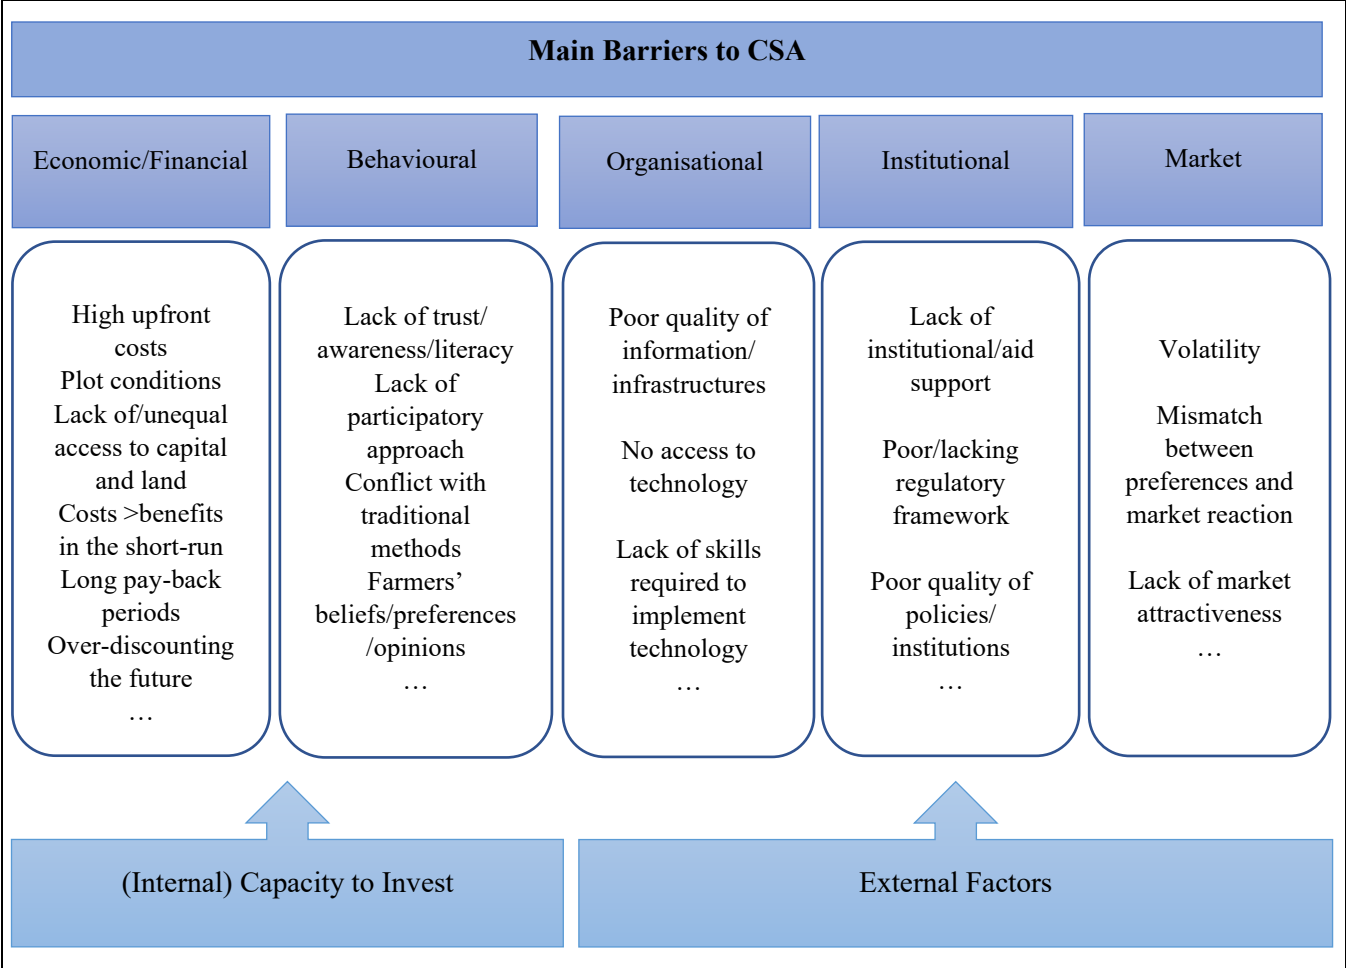 Main Barriers to CSA
Economic/Financial
Behavioural
Organisational
Institutional
Market
High upfront
costs
Plot conditions
Lack of/unequal
access to capital
and land
Costs >benefits
in the short-run
Long pay-back
periods
Over-discounting
the future
…
Lack of trust/
awareness/literacy
Lack of
participatory
approach
Conflict with
traditional
methods
Farmers’
beliefs/preferences
/opinions
…
Poor quality of
information/
infrastructures
No access to
technology
Lack of skills
required to
implement
technology
…
Lack of
institutional/aid
support
Poor/lacking
regulatory
framework
Poor quality of
policies/
institutions
…
Volatility
Mismatch
between
preferences and
market reaction
Lack of market
attractiveness
…
(Internal) Capacity to Invest
External Factors